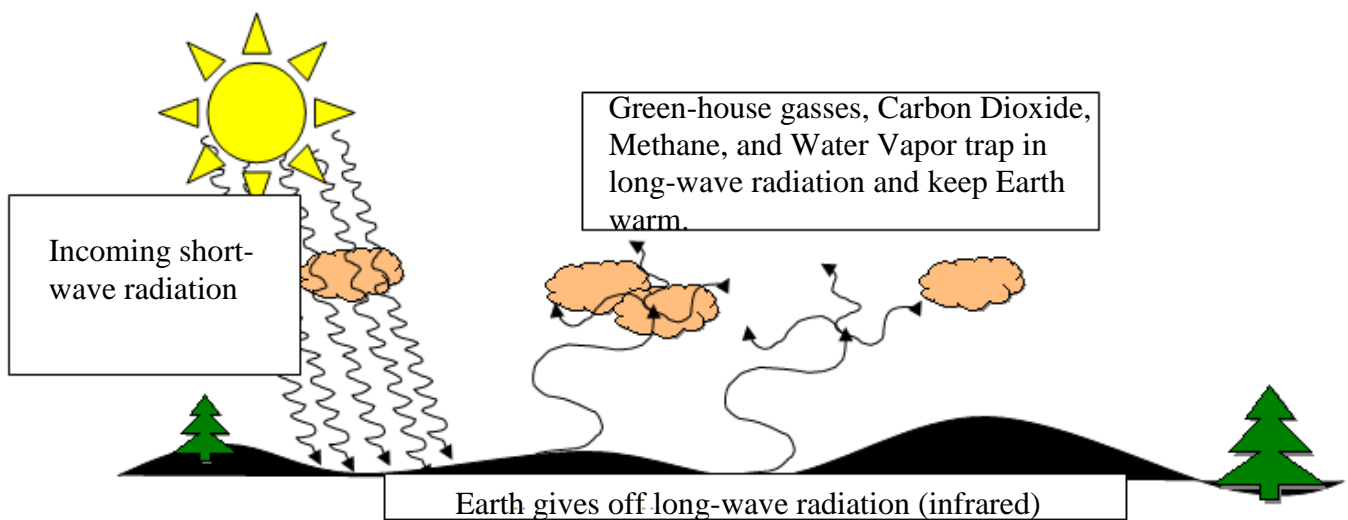 Green-house gasses, Carbon Dioxide,
Methane, and Water Vapor trap in
long-wave radiation and keep Earth
warm.
Incoming short-
wave radiation
Earth gives off long-wave radiation (infrared)